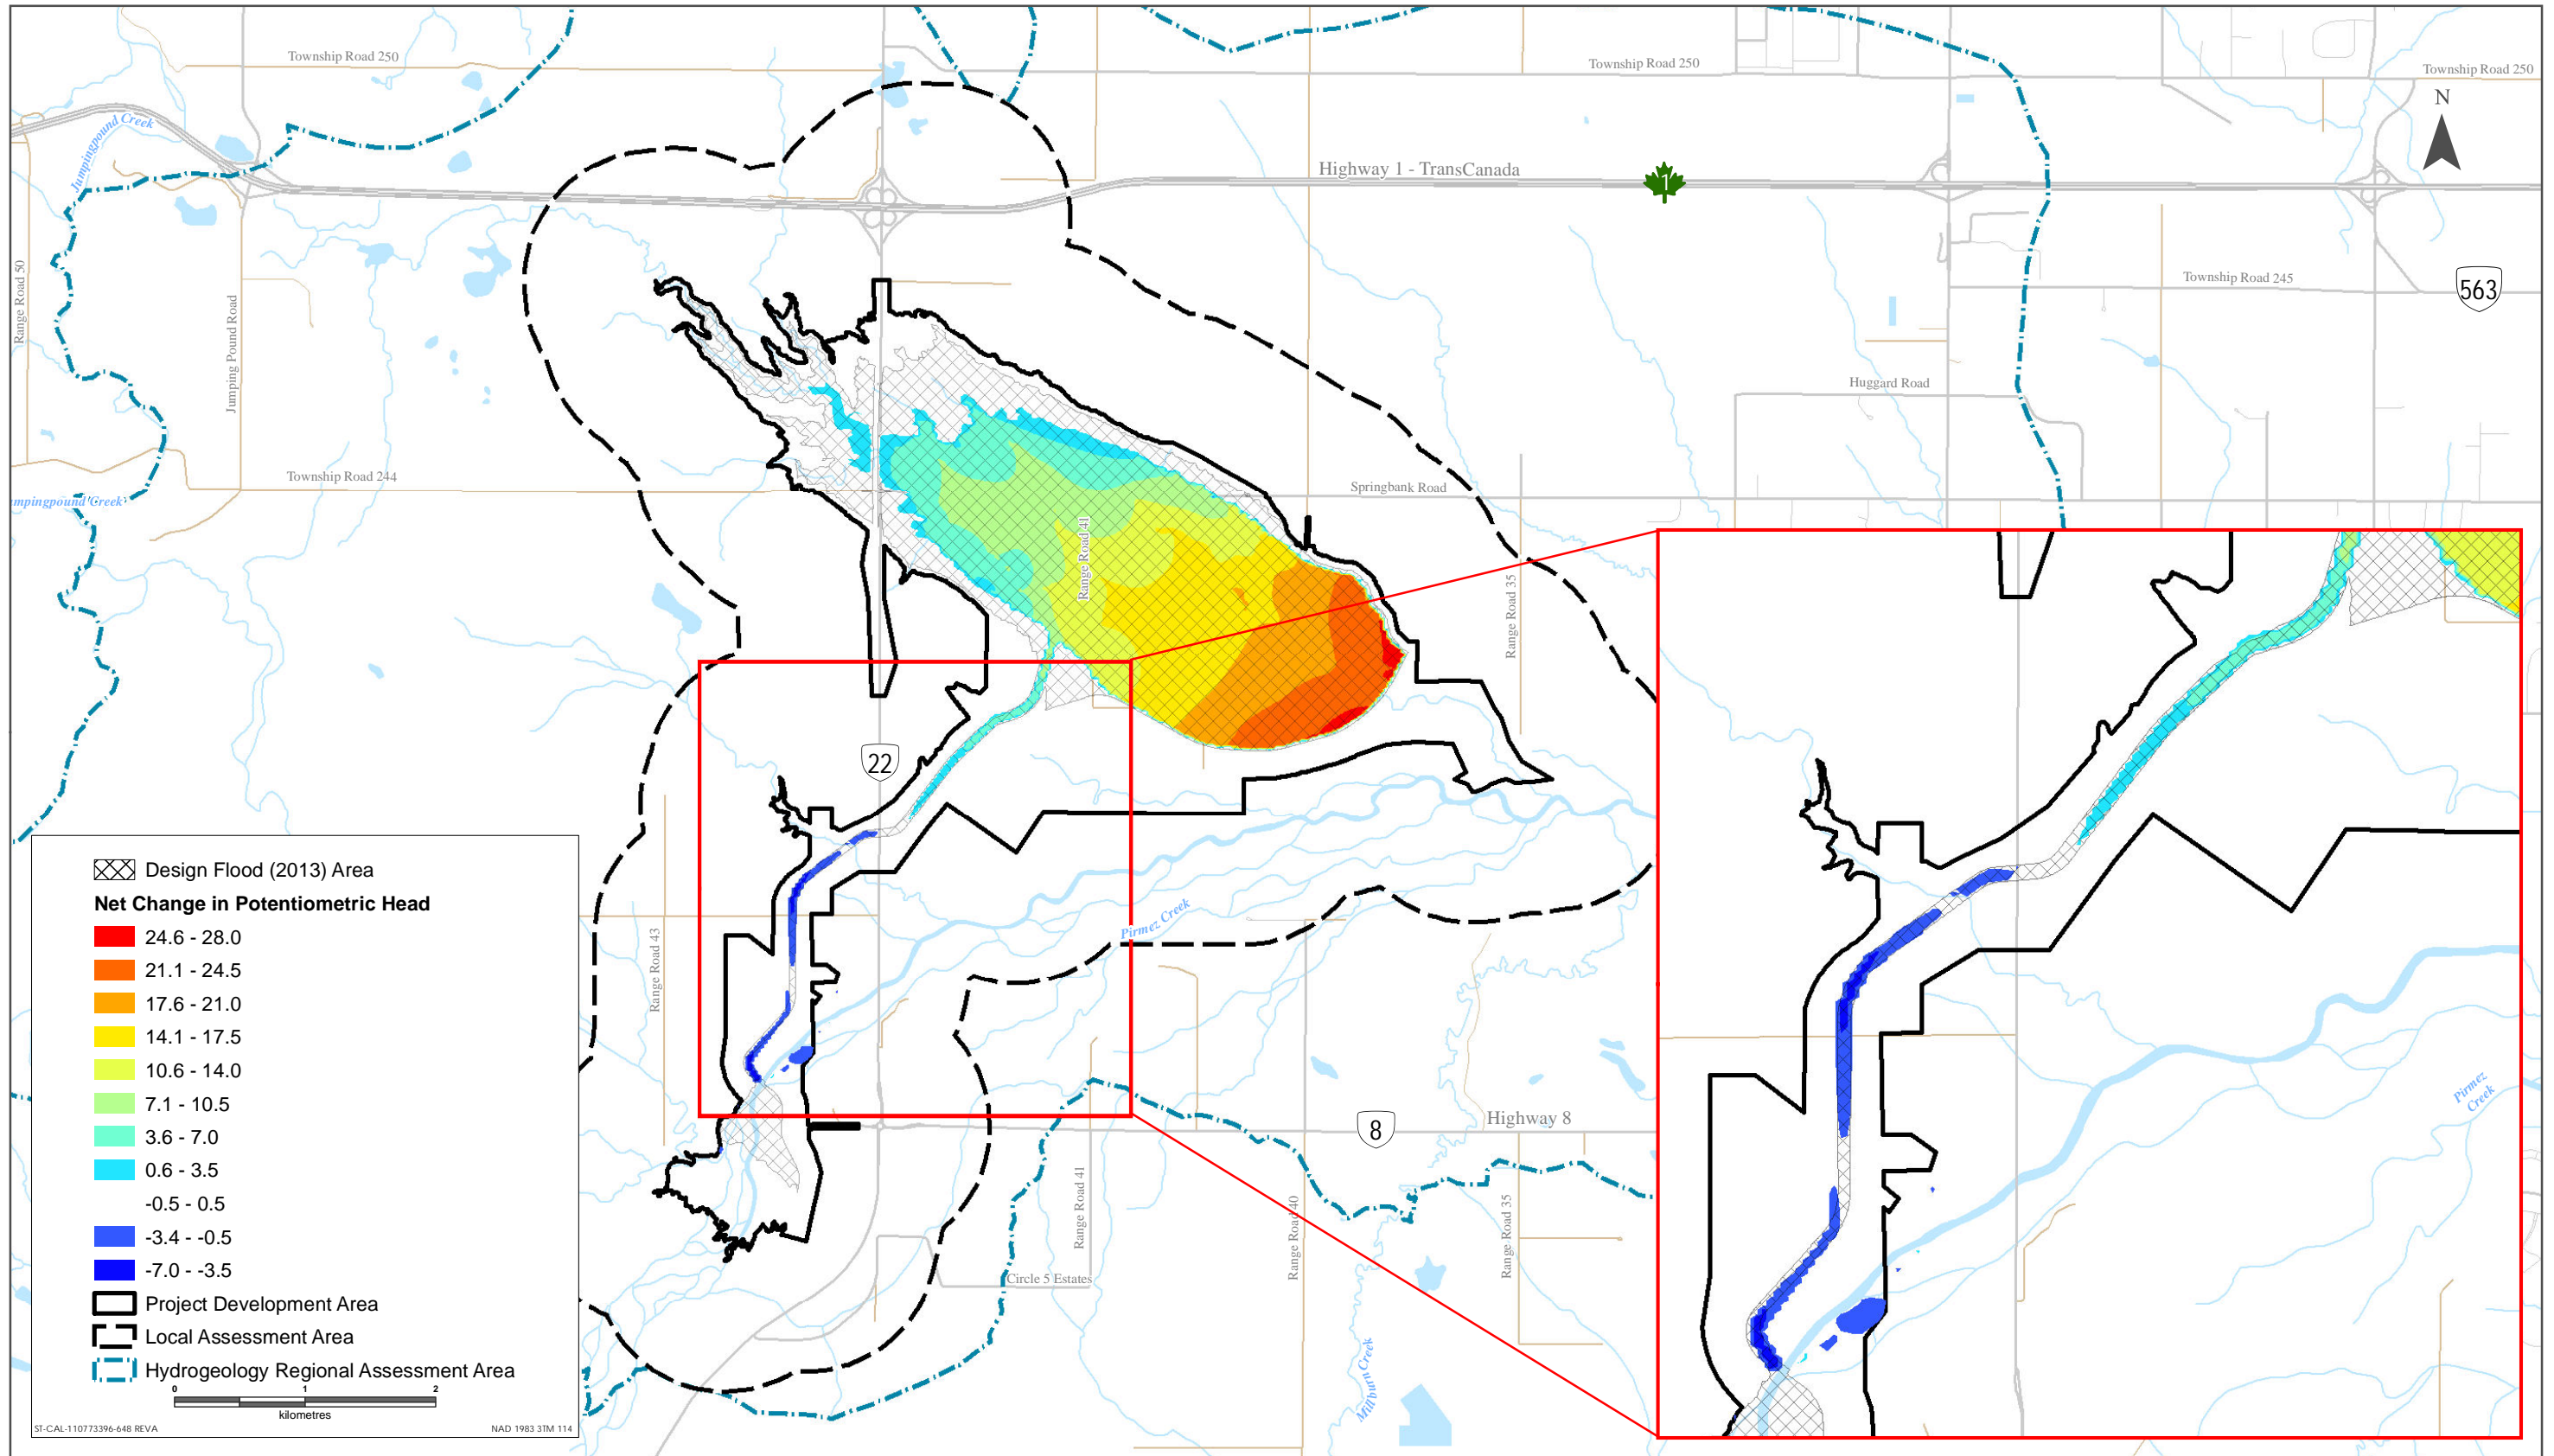 Township Road 250
Township Road 250
Township Road 250
N
Jumpingpound Creek
Highway 1 - TransCanada
1
Range Road 50
Jumping Pound Road
Township Road 245
563
Huggard Road
Township Road 244
Springbank Road
mpingpound Creek
Range Road 41
Range Road 35
22
Range Road 43
Pirmez Creek
Pirmez
Creek
8
Highway 8
Range Road 41
Range Road 40
Range Road 35
Circle 5 Estates
Millburn Creek
Design Flood (2013) Area
Net Change in Potentiometric Head
24.6 - 28.0
21.1 - 24.5
17.6 - 21.0
14.1 - 17.5
10.6 - 14.0
7.1 - 10.5
3.6 - 7.0
0.6 - 3.5
-0.5 - 0.5
-3.4 - -0.5
-7.0 - -3.5
Project Development Area
Local Assessment Area
Hydrogeology Regional Assessment Area
0 1 2
kilometres
ST-CAL-110773396-648 REVA
NAD 1983 3TM 114